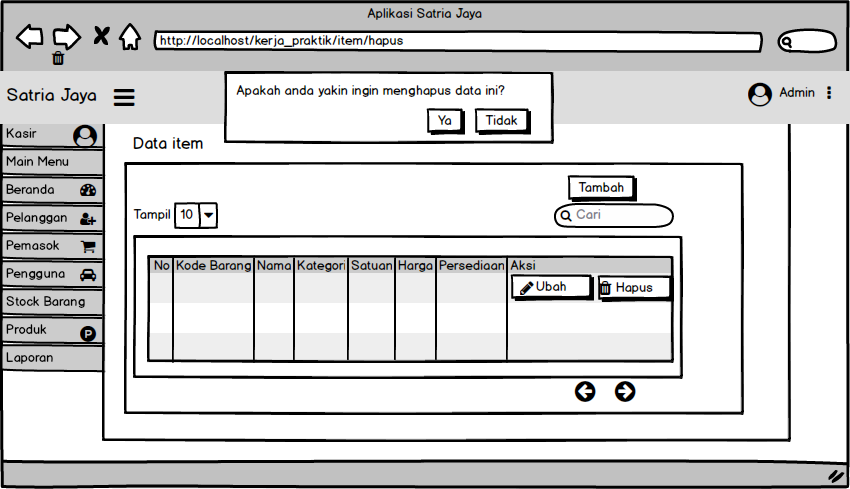 Aplikasi Satria Jaya
http://localhost/kerja_praktik/item/hapus
Satria Jaya
Apakah anda yakin ingin menghapus data ini?
Ya
Tidak
Admin
Kasir
Main Menu
Beranda
Pelanggan
Pemasok
Pengguna
Stock Barang
Produk
P
Laporan
Data item
Tambah
Tampil 10
Cari
No Kode Barang Nama Kategori Satuan Harga Persediaan Aksi
Ubah Hapus